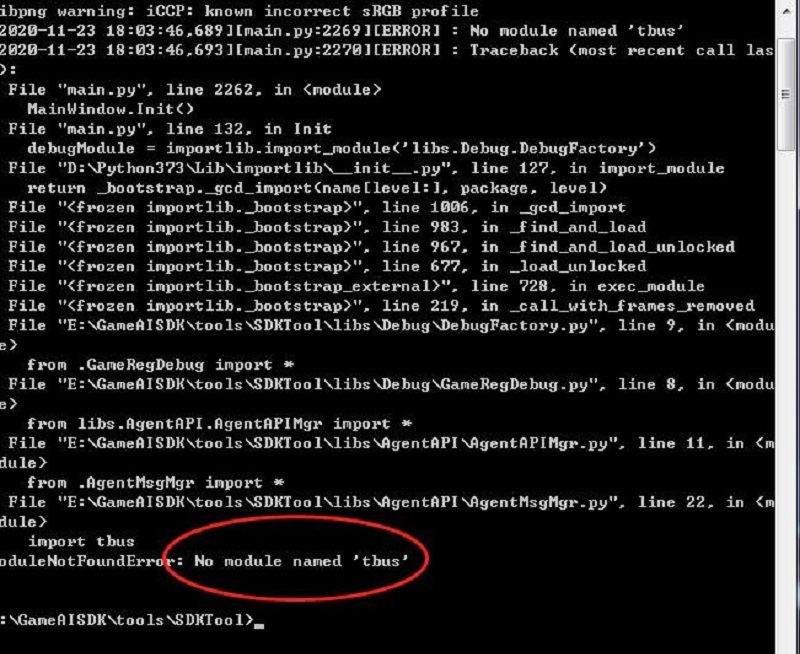 ibpng warning: iCCP: known incorrect sRGB profile
2020-11-23 18:03:46,689][main.py:2269][ERROR] : No module named 'tbus'
2020-11-23 18:03:46,693][main.py:2270][ERROR] : Traceback (most recent call las
):
File "main.py", line 2262, in <module>
MainWindow.Init()
File "main.py", line 132, in Init
debugModule = importlib.import_module('libs.Debug.DebugFactory')
File "D:\Python373\Lib\importlib\__init__.py", line 127, in import_module
return _bootstrap._gcd_import(name[level:], package, level)
File "<frozen importlib._bootstrap>", line 1006, in _gcd_import
File "<frozen importlib._bootstrap>", line 983, in _find_and_load
File "<frozen importlib._bootstrap>", line 967, in _find_and_load_unlocked
File "<frozen importlib._bootstrap>", line 677, in _load_unlocked
File "<frozen importlib._bootstrap_external>", line 728, in exec_module
File "<frozen importlib._bootstrap>", line 219, in _call_with_frames_removed
File "E:\GameAISDK\tools\SDKTool\libs\Debug\DebugFactory.py", line 9, in <modu
e>
from .GameRegDebug import *
File "E:\GameAISDK\tools\SDKTool\libs\Debug\GameRegDebug.py", line 8, in <modu
e>
from libs.AgentAPI.AgentAPIMgr import *
File "E:\GameAISDK\tools\SDKTool\libs\AgentAPI\AgentAPIMgr.py", line 11, in <m
dule>
from .AgentMsgMgr import *
File "E:\GameAISDK\tools\SDKTool\libs\AgentAPI\AgentMsgMgr.py", line 22, in <m
dule>
import tbus
oduleNotFoundError: No module named 'tbus'
:\GameAISDK\tools\SDKTool>_